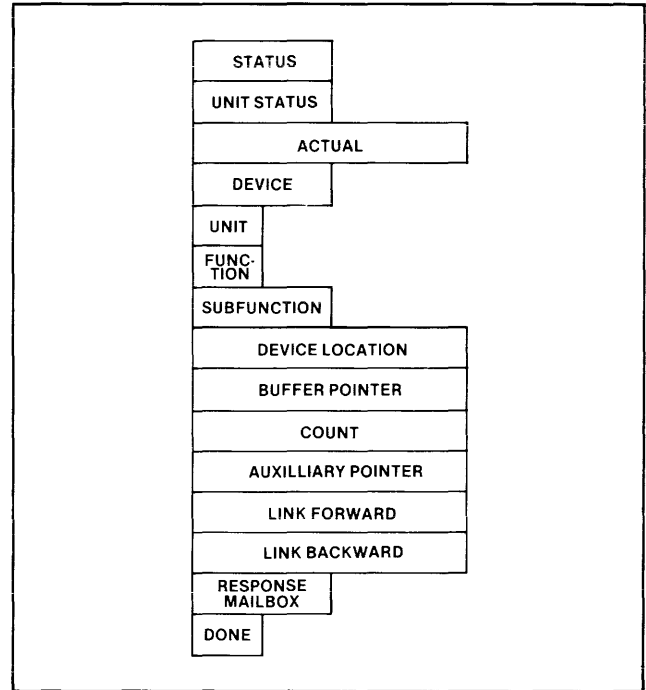 STATUS
UNIT STATUS
ACTUAL
DEVICE
UNIT
FUNC-
TION
SUBFUNCTION
DEVICE LOCATION
BUFFER POINTER
COUNT
AUXILLIARY POINTER
LINK FORWARD
LINK BACKWARD
RESPONSE
MAILBOX
DONE